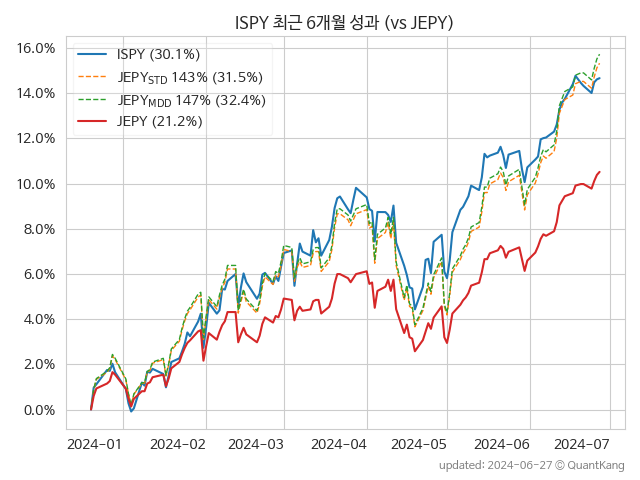 ISPY 최근 6개월 성과 (vs JEPY)
ISPY (30.1%)
JEPYSTD 143% (31.5%)
JEPYMDD 147% (32.4%)
JEPY (21.2%)
16.0%
14.0%
12.0%
10.0%
8.0%
6.0%
4.0%
2.0%
0.0%
2024-01 2024-02 2024-03 2024-04 2024-05 2024-06 2024-07
updated: 2024-06-27 © QuantKang